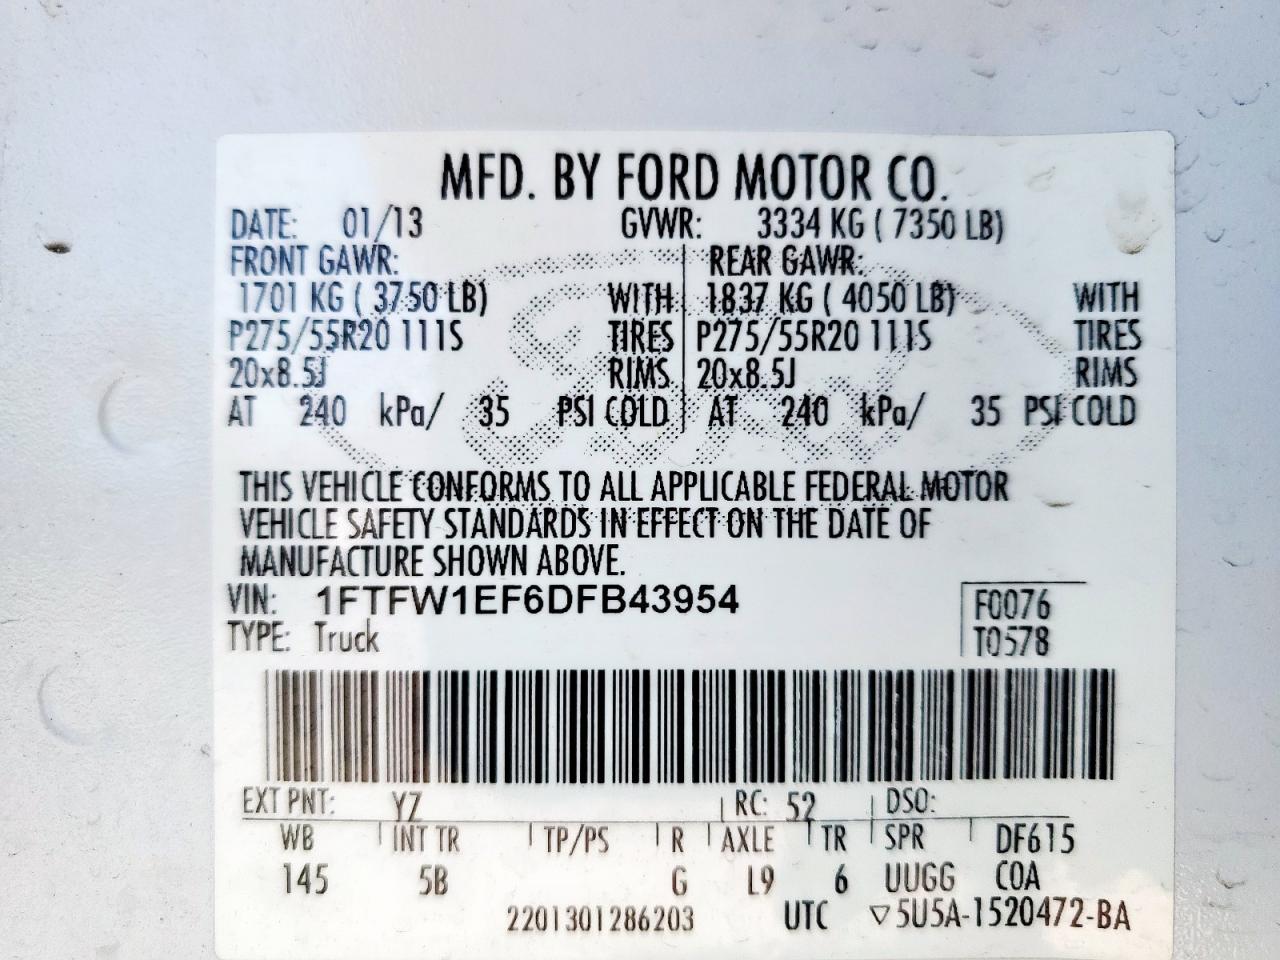 MFD. BY FORD MOTOR CO.
DATE: 01/13 GVWR: 3334 KG ( 7350 LB)
FRONT GAWR: REAR GAWR:
1701 KG ( 3750 LB) WITH 1837 KG ( 4050 LB) WITH
P275/55R20 111S TIRES P275/55R20 111S TIRES
20x8.5J RIMS 20x8.5J RIMS
AT 240 kPa/ 35 PSI COLD AT 240 kPa/ 35 PSI COLD
THIS VEHICLE CONFORMS TO ALL APPLICABLE FEDERAL MOTOR
VEHICLE SAFETY STANDARDS IN EFFECT ON THE DATE OF
MANUFACTURE SHOWN ABOVE.
VIN: 1FTFW1EF6DFB43954 F0076
TYPE: Truck T0578
EXT PNT: YZ RC: 52 DSO:
WB INT TR TP/PS R AXLE TR SPR DF615
145 5B G L9 6 UUGG COA
2201301286203 UTC ▽5U5A-1520472-BA